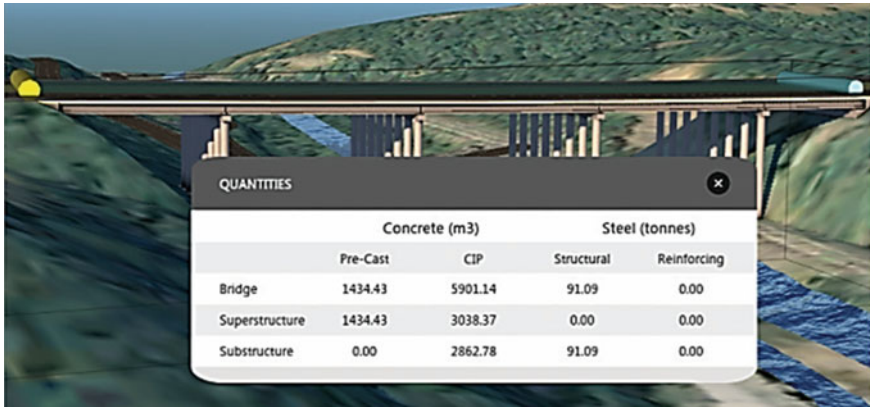 QUANTITIES
Concrete (m3) Steel (tonnes)
Pre-Cast CIP Structural Reinforcing
Bridge 1434.43 5901.14 91.09 0.00
Superstructure 1434.43 3038.37 0.00 0.00
Substructure 0.00 2862.78 91.09 0.00